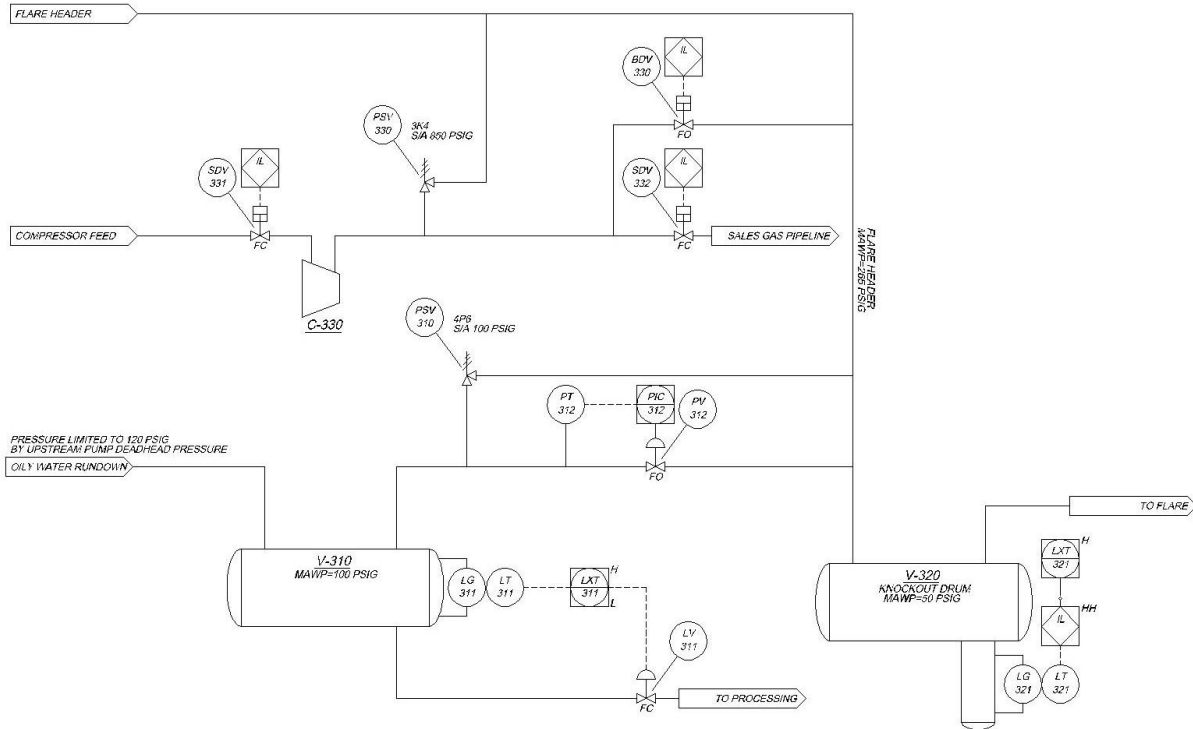 FLARE HEADER
BDV
330
IL
FO
PSV
330
3K4
S/A 850 PSIG
SDV
331
IL
FC
SDV
332
IL
FC
COMPRESSOR FEED
SALES GAS PIPELINE
C-330
FLARE HEADER
MAWP=265 PSIG
PSV
310
4P6
S/A 100 PSIG
PT
312
PIC
312
PV
312
FO
PRESSURE LIMITED TO 120 PSIG
BY UPSTREAM PUMP DEADHEAD PRESSURE
OILY WATER RUNDOWN
TO FLARE
V-310
MAWP=100 PSIG
LG
311
LT
311
LXT
311
H
L
LV
311
FC
TO PROCESSING
V-320
KNOCKOUT DRUM
MAWP=50 PSIG
LXT
321
H
IL
HH
LG
321
LT
321